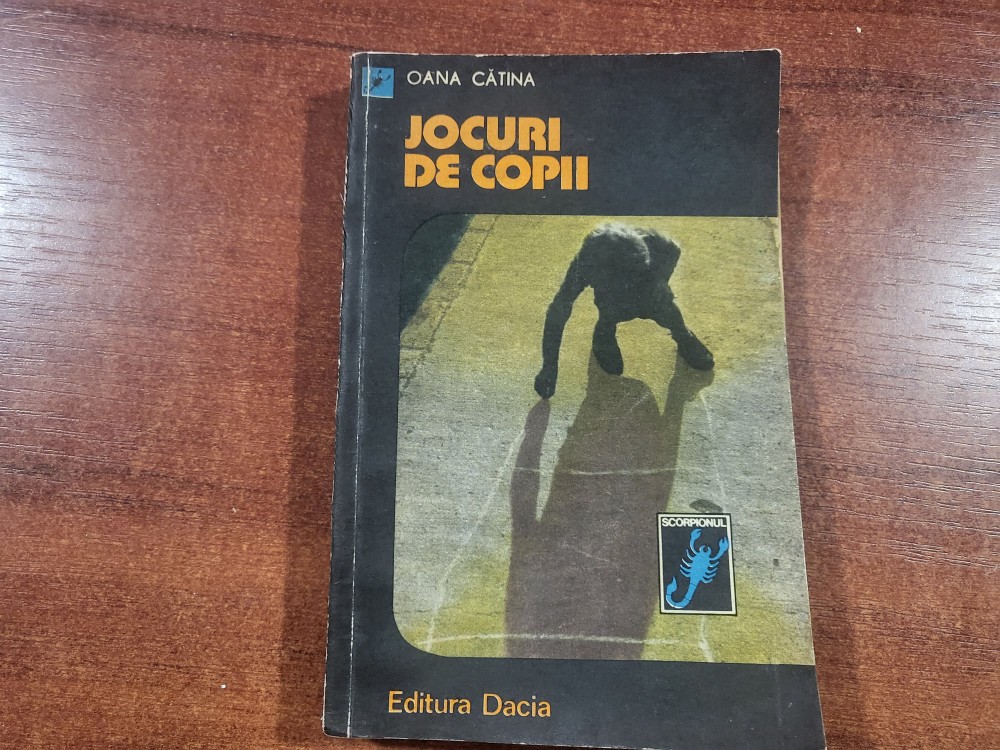 OANA CĂTINA
JOCURI
DE COPII
SCORPIONUL
Editura Dacia